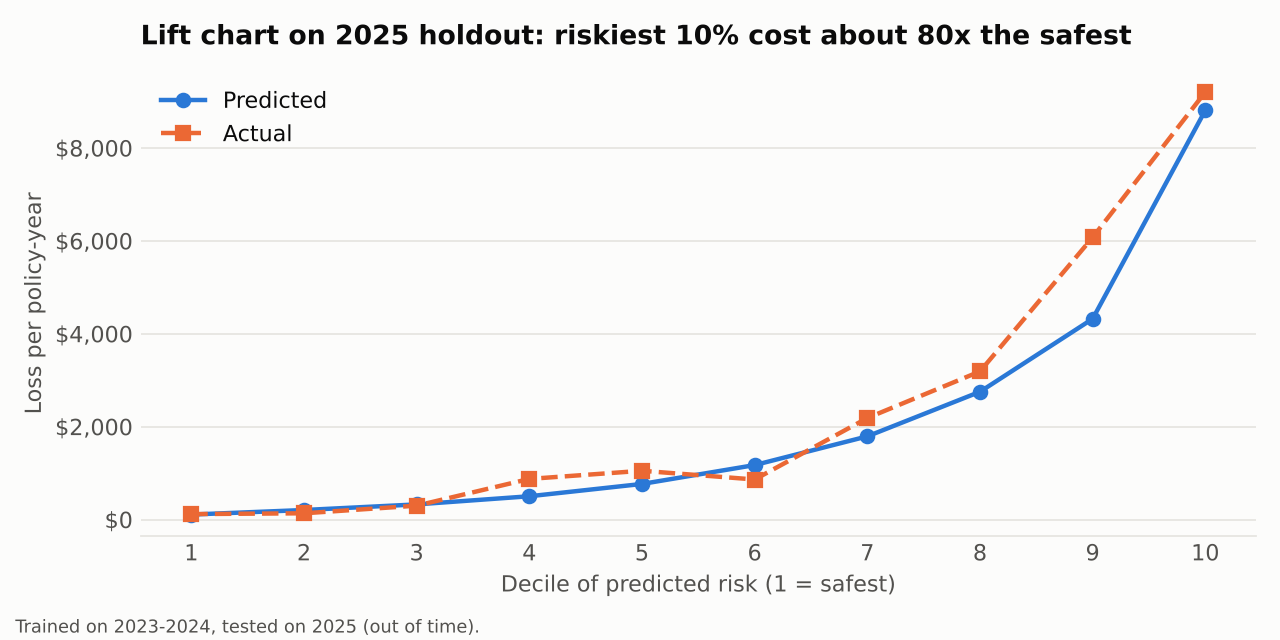 Lift chart on 2025 holdout: riskiest 10% cost about 80x the safest
Predicted
Actual
Loss per policy-year
$8,000
$6,000
$4,000
$2,000
$0
1 2 3 4 5 6 7 8 9 10
Decile of predicted risk (1 = safest)
Trained on 2023-2024, tested on 2025 (out of time).